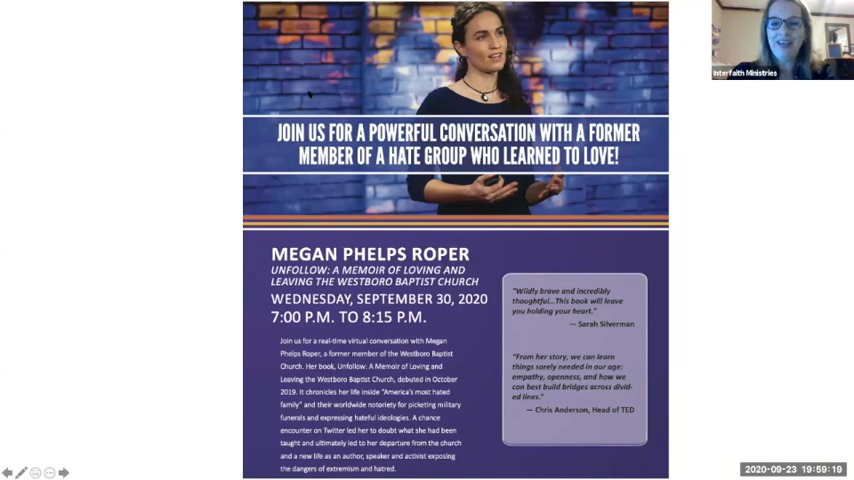 Interfaith Ministries
JOIN US FOR A POWERFUL CONVERSATION WITH A FORMER
MEMBER OF A HATE GROUP WHO LEARNED TO LOVE!
MEGAN PHELPS ROPER
UNFOLLOW: A MEMOIR OF LOVING AND
LEAVING THE WESTBORO BAPTIST CHURCH
WEDNESDAY, SEPTEMBER 30, 2020
7:00 P.M. TO 8:15 P.M.
Join us for a real-time virtual conversation with Megan
Phelps Roper, a former member of the Westboro Baptist
Church. Her book, Unfollow: A Memoir of Loving and
Leaving the Westboro Baptist Church, debuted in October
2019. It chronicles her life inside "America's most hated
family" and their worldwide notoriety for picketing military
funerals and expressing hateful ideologies. A chance
encounter on Twitter led her to doubt what she had been
taught and ultimately led to her departure from the church
and a new life as an author, speaker and activist exposing
the dangers of extremism and hatred.
"Wildly brave and incredibly
thoughtful...This book will leave
you holding your heart."
— Sarah Silverman
"From her story, we can learn
things sorely needed in our age:
empathy, openness, and how we
can best build bridges across divid-
ed lines."
— Chris Anderson, Head of TED
2020-09-23 19:59:19